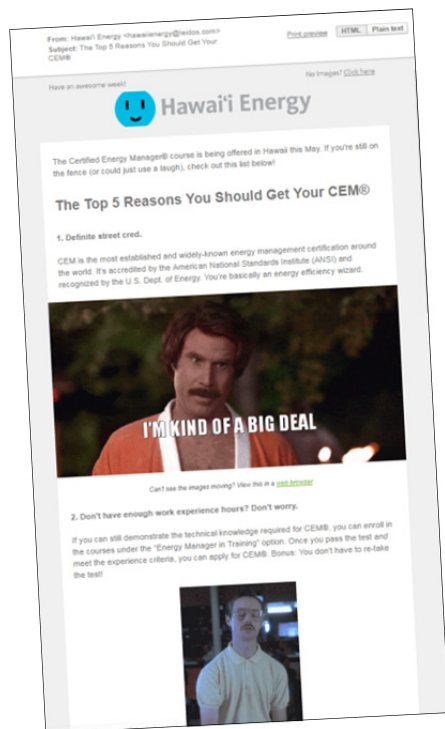 From: Hawai'i Energy <hawaiienergy@leidos.com>
Subject: The Top 5 Reasons You Should Get Your
CEM®
Print preview
HTML
Plain text
Have an awesome week!
No Images? Click here
Hawai'i Energy
The Certified Energy Manager® course is being offered in Hawaii this May. If you're still on
the fence (or could just use a laugh), check out this list below!
The Top 5 Reasons You Should Get Your CEM®
1. Definite street cred.
CEM is the most established and widely-known energy management certification around
the world. It's accredited by the American National Standards Institute (ANSI) and
recognized by the U.S. Dept. of Energy. You're basically an energy efficiency wizard.
I'M KIND OF A BIG DEAL
Can't see the images moving? View this in a web browser.
2. Don't have enough work experience hours? Don't worry.
If you can still demonstrate the technical knowledge required for CEM®, you can enroll in
the courses under the "Energy Manager in Training" option. Once you pass the test and
meet the experience criteria, you can apply for CEM®. Bonus: You don't have to re-take
the test!